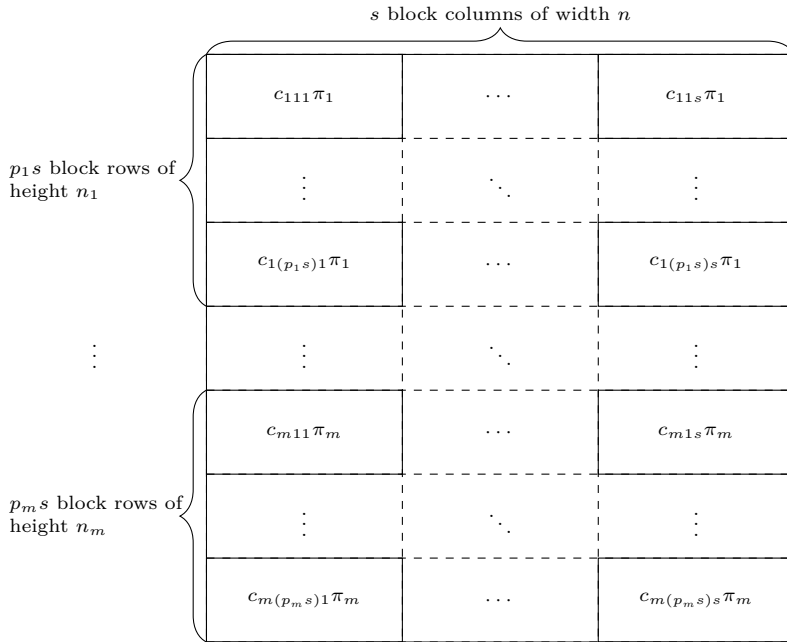 s block columns of width n
c₁₁₁π₁ ⋯ c₁₁ₛπ₁
p₁s block rows of
height n₁
⋮ ⋱ ⋮
c₁₍ₚ₁ₛ₎₁π₁ ⋯ c₁₍ₚ₁ₛ₎ₛπ₁
⋮ ⋮ ⋱ ⋮
cₘ₁₁πₘ ⋯ cₘ₁ₛπₘ
pₘs block rows of
height nₘ
⋮ ⋱ ⋮
cₘ₍ₚₘₛ₎₁πₘ ⋯ cₘ₍ₚₘₛ₎ₛπₘ